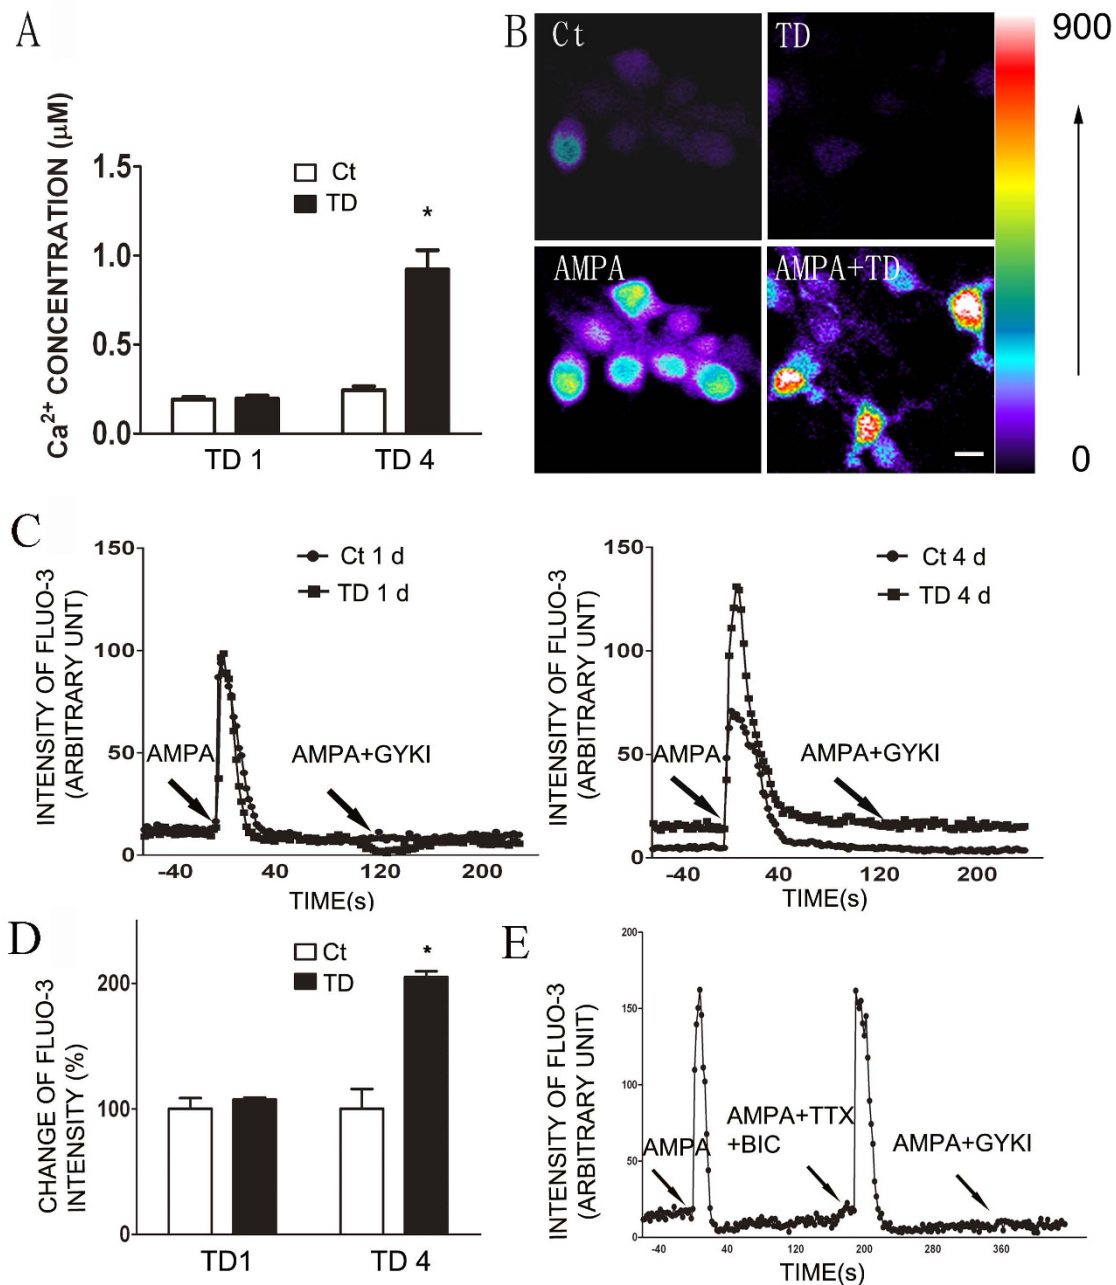 A
Ca²⁺ CONCENTRATION (μM)
1.5
1.0
0.5
0.0
Ct
TD
*
TD 1
TD 4
B
Ct
TD
AMPA
AMPA+TD
900
0
C
INTENSITY OF FLUO-3
(ARBITRARY UNT)
150
100
50
0
Ct 1 d
TD 1 d
AMPA
AMPA+GYKI
-40
40
120
200
TIME(s)
INTENSITY OF FLUO-3
(ARBITRARY UNT)
150
100
50
0
Ct 4 d
TD 4 d
AMPA
AMPA+GYKI
-40
40
120
200
TIME(s)
D
CHANGE OF FLUO-3
INTENSITY (%)
200
100
0
Ct
TD
*
TD1
TD 4
E
INTENSITY OF FLUO-3
(ARBITRARY UNIT)
200
150
100
50
0
AMPA
AMPA+TTX
+BIC
AMPA+GYKI
-40
40
120
200
280
360
TIME(s)